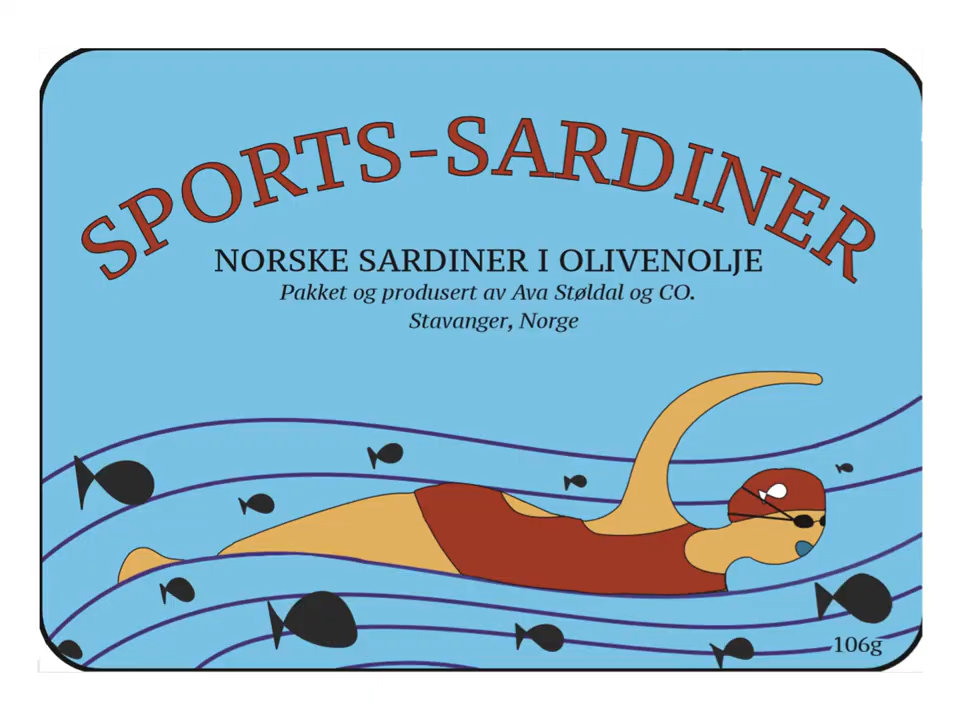 SPORTS-SARDINER
NORSKE SARDINER I OLIVENOLJE
Pakket og produsert av Ava Støldal og CO.
Stavanger, Norge
106g